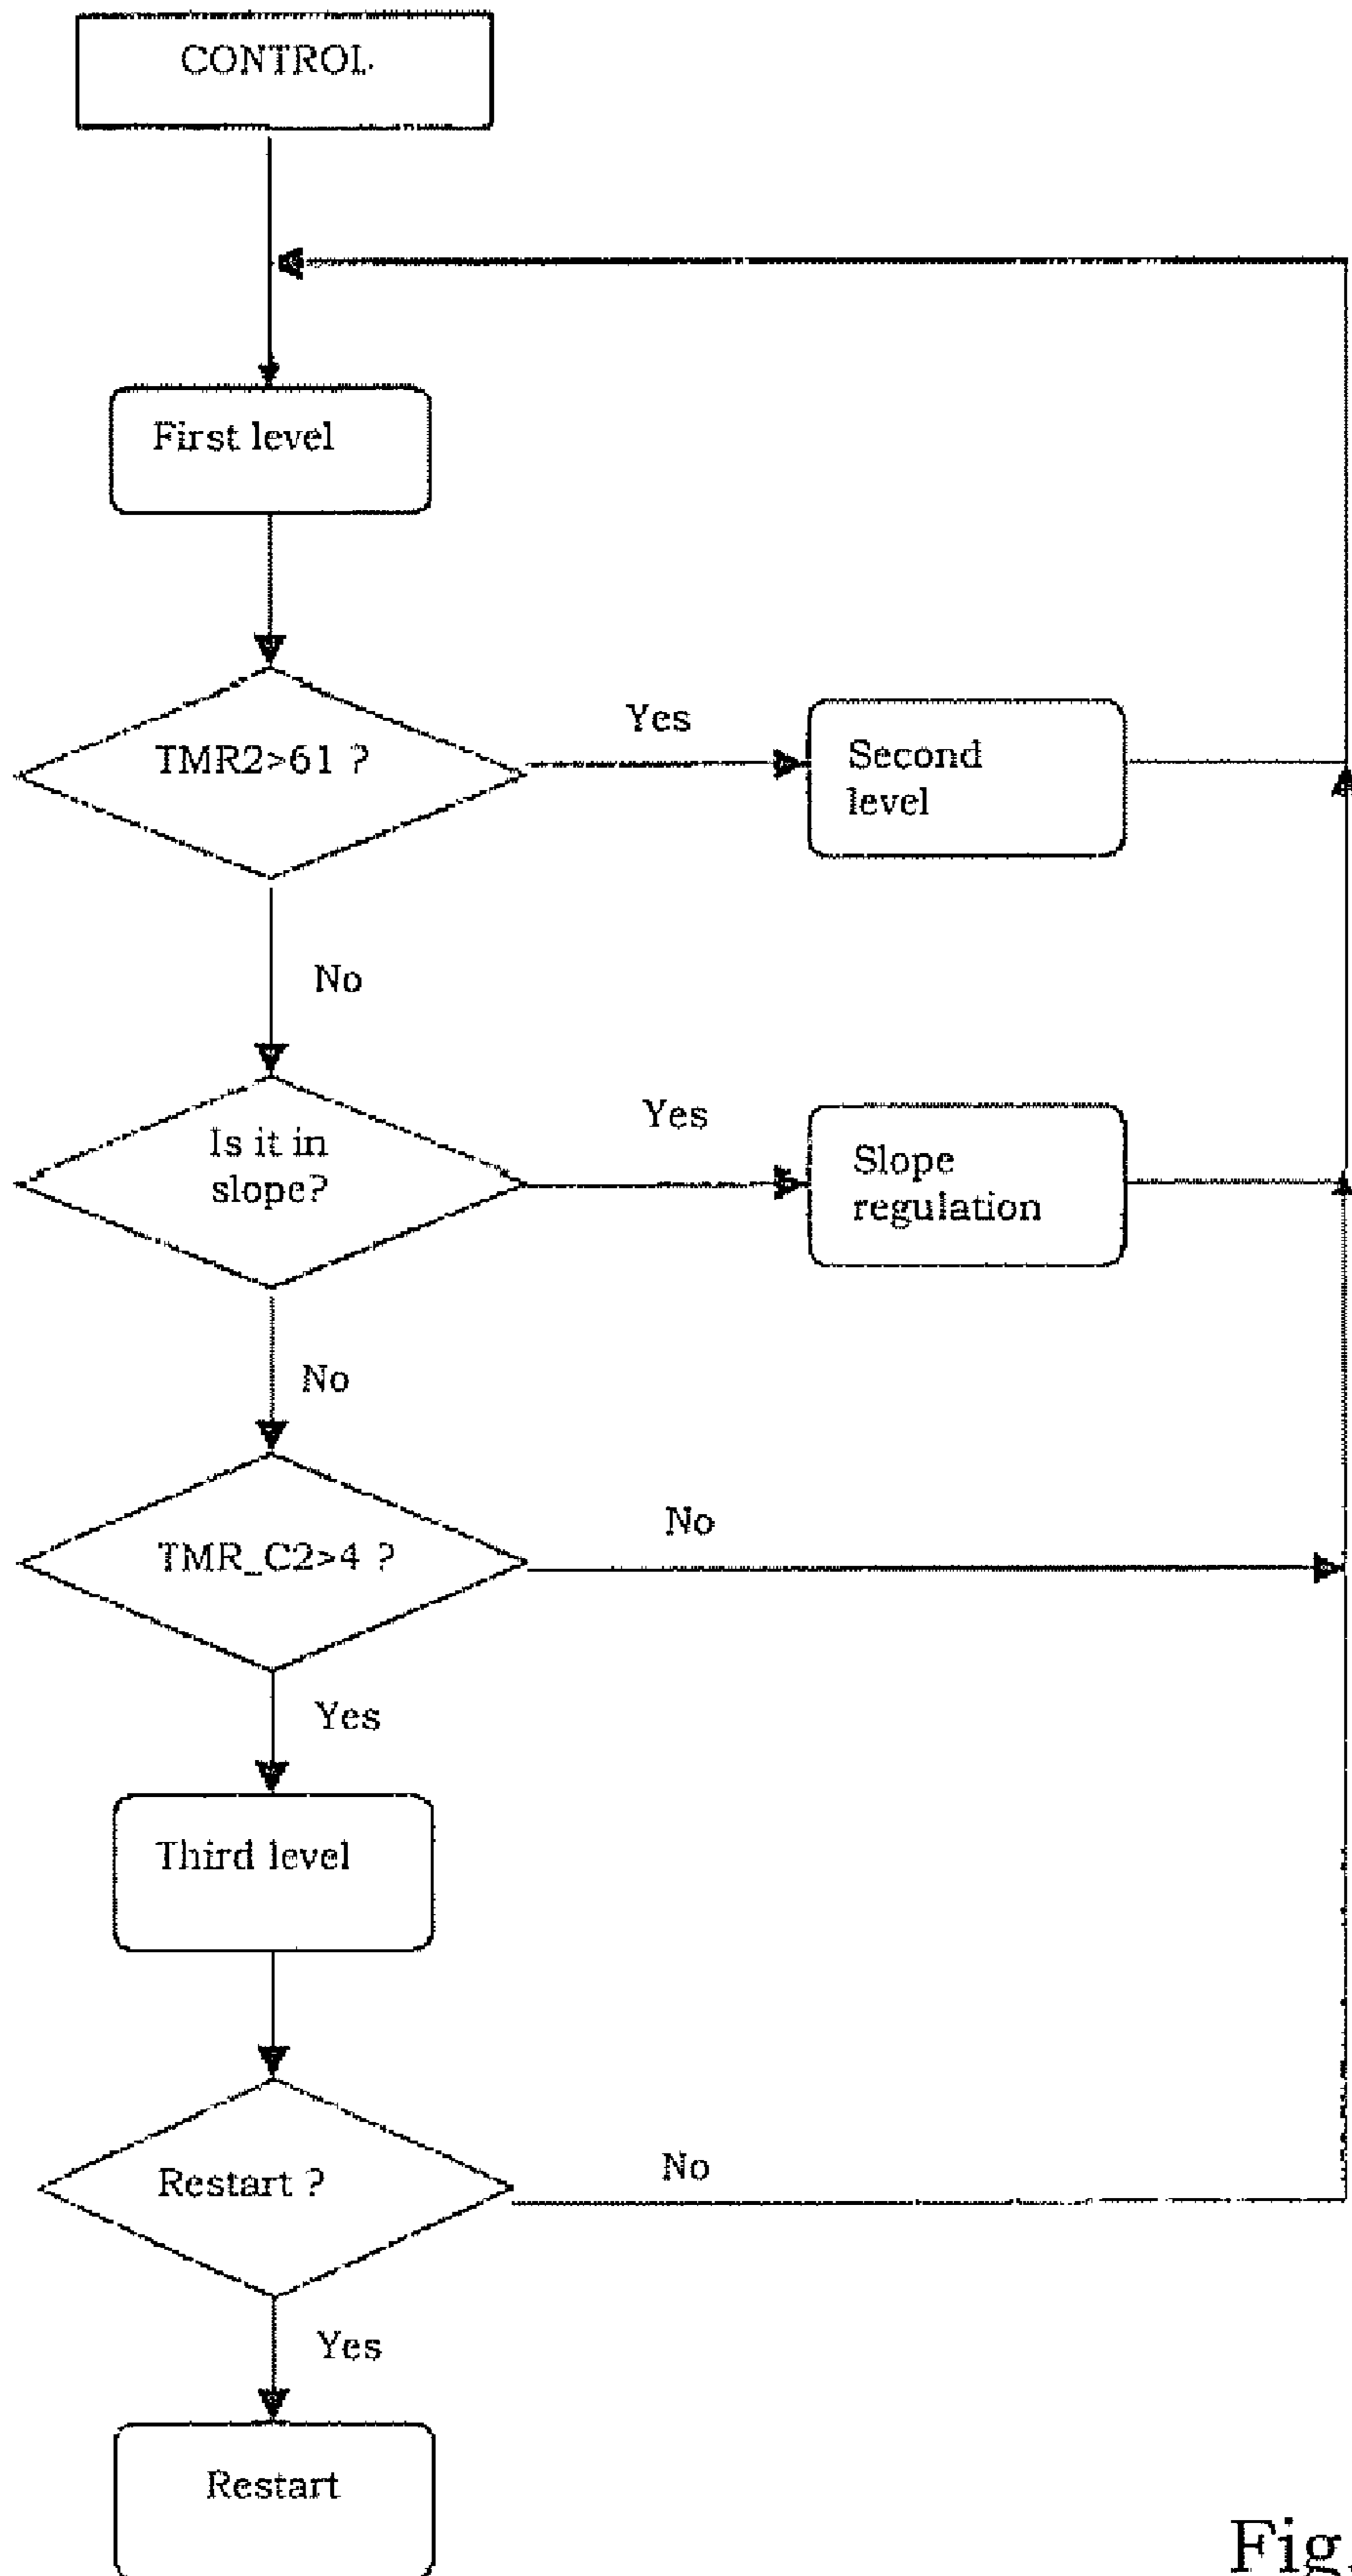 CONTROL
First level
TMR2>61 ?
Yes
Second
level
No
Is it in
slope?
Yes
Slope
regulation
No
TMR_C2>4 ?
No
Yes
Third level
Restart ?
No
Yes
Restart
Fig.